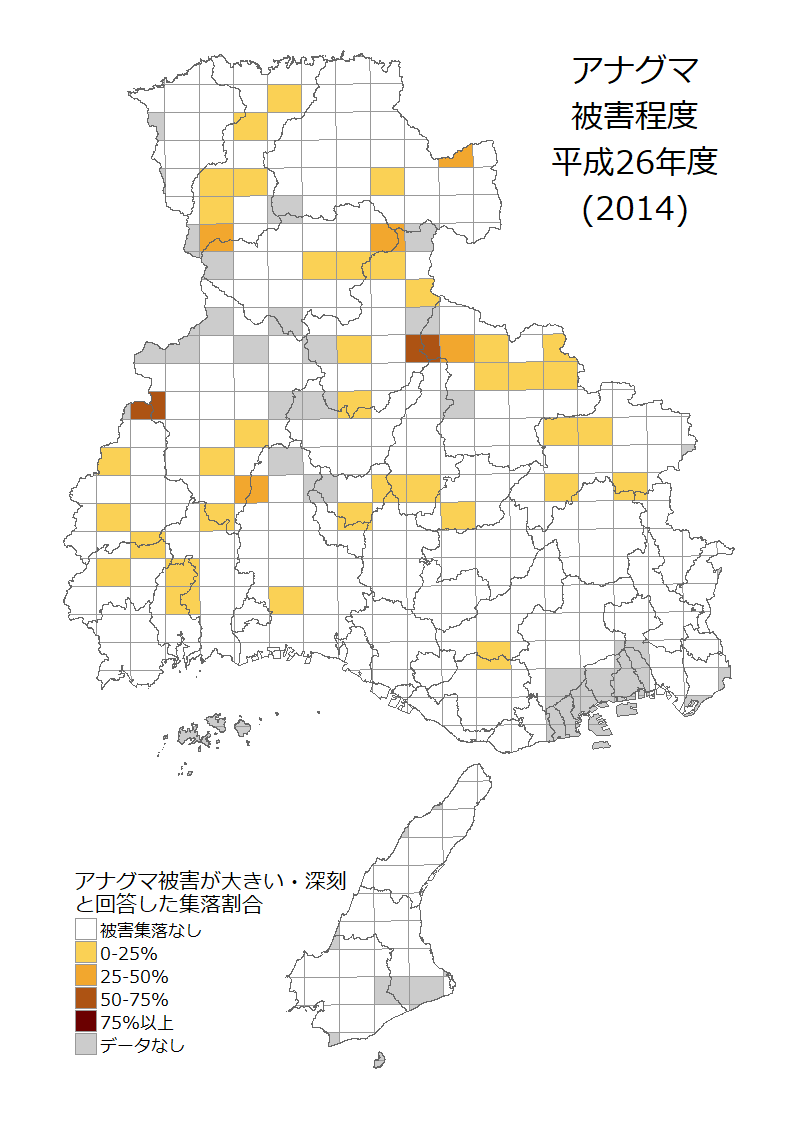 アナグマ
被害程度
平成26年度
(2014)
アナグマ被害が大きい・深刻
と回答した集落割合
被害集落なし
0-25%
25-50%
50-75%
75%以上
データなし